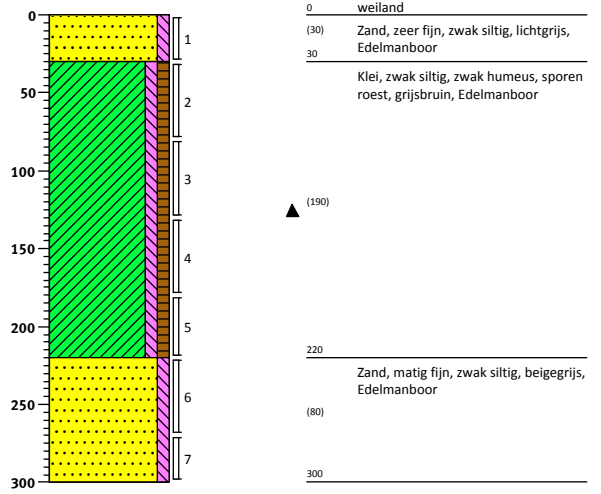 0
50
100
150
200
250
300
1
2
3
4
5
6
7
0 weiland
(30) Zand, zeer fijn, zwak siltig, lichtgrijs,
Edelmanboor
30
Klei, zwak siltig, zwak humeus, sporen
roest, grijsbruin, Edelmanboor
(190)
220
Zand, matig fijn, zwak siltig, beigegrijs,
Edelmanboor
(80)
300